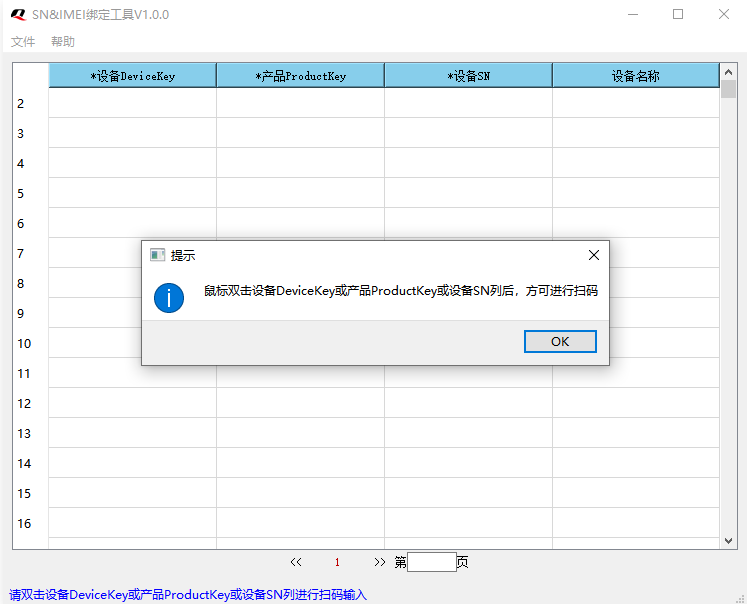 SN&IMEI绑定工具V1.0.0
文件 帮助
*设备DeviceKey *产品ProductKey *设备SN 设备名称
2
3
4
5
6
7
8
9
10
11
12
13
14
15
16
提示
鼠标双击设备DeviceKey或产品ProductKey或设备SN列后，方可进行扫码
OK
<< 1 >> 第 页
请双击设备DeviceKey或产品ProductKey或设备SN列进行扫码输入